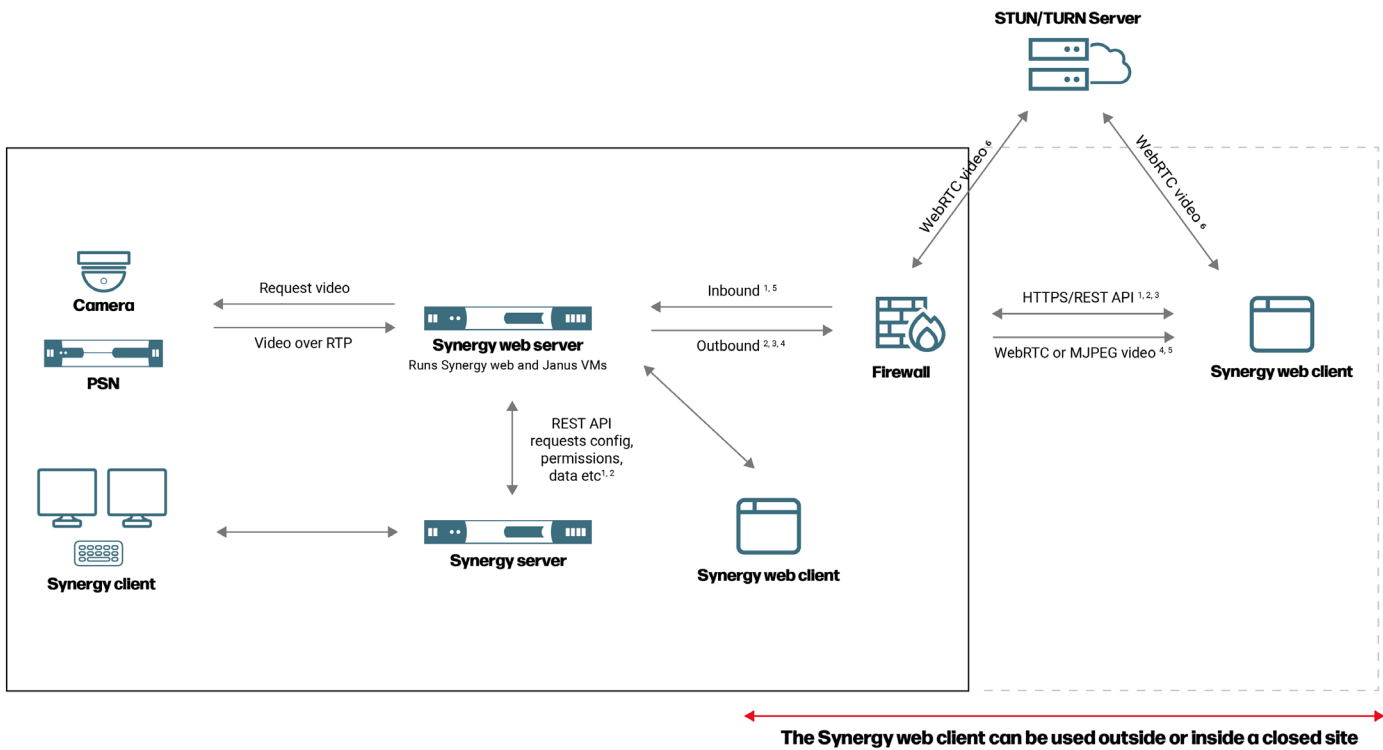 STUN/TURN Server
WebRTC video 6
WebRTC video 6
Camera
Request video
Video over RTP
PSN
Synergy web server
Runs Synergy web and Janus VMs
Inbound 1, 5
Outbound 2, 3, 4
Firewall
HTTPS/REST API 1, 2, 3
WebRTC or MJPEG video 4, 5
Synergy web client
REST API
requests config,
permissions,
data etc1, 2
Synergy client
Synergy server
Synergy web client
The Synergy web client can be used outside or inside a closed site